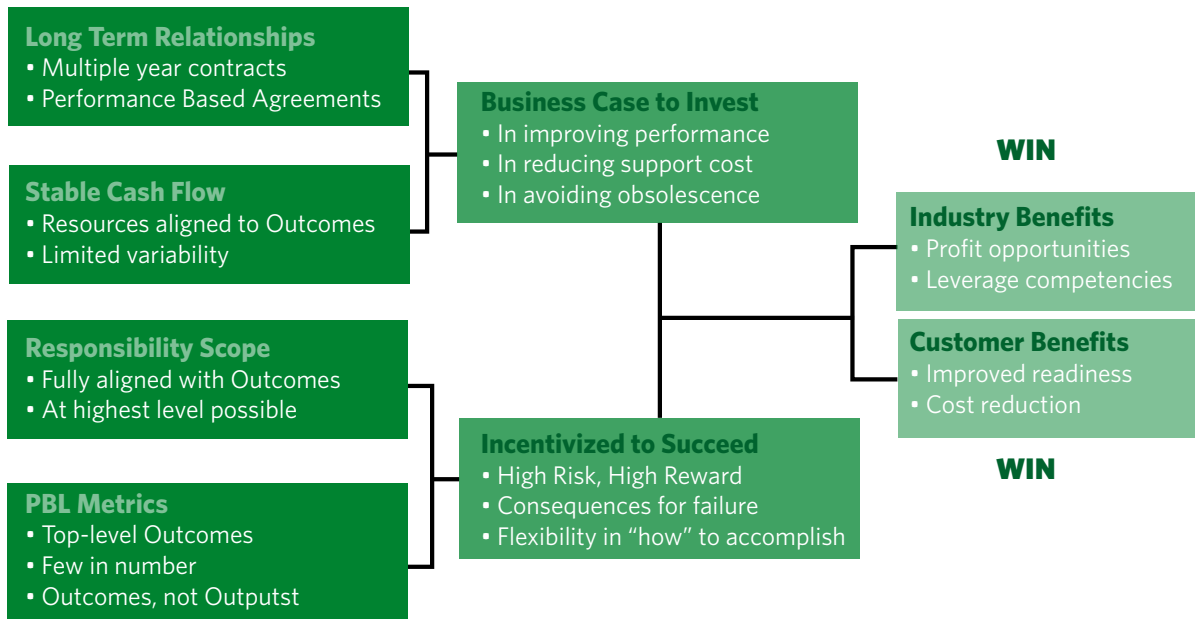 Long Term Relationships
• Multiple year contracts
• Performance Based Agreements
Stable Cash Flow
• Resources aligned to Outcomes
• Limited variability
Responsibility Scope
• Fully aligned with Outcomes
• At highest level possible
PBL Metrics
• Top-level Outcomes
• Few in number
• Outcomes, not Outputst
Business Case to Invest
• In improving performance
• In reducing support cost
• In avoiding obsolescence
Incentivized to Succeed
• High Risk, High Reward
• Consequences for failure
• Flexibility in “how” to accomplish
WIN
Industry Benefits
• Profit opportunities
• Leverage competencies
Customer Benefits
• Improved readiness
• Cost reduction
WIN